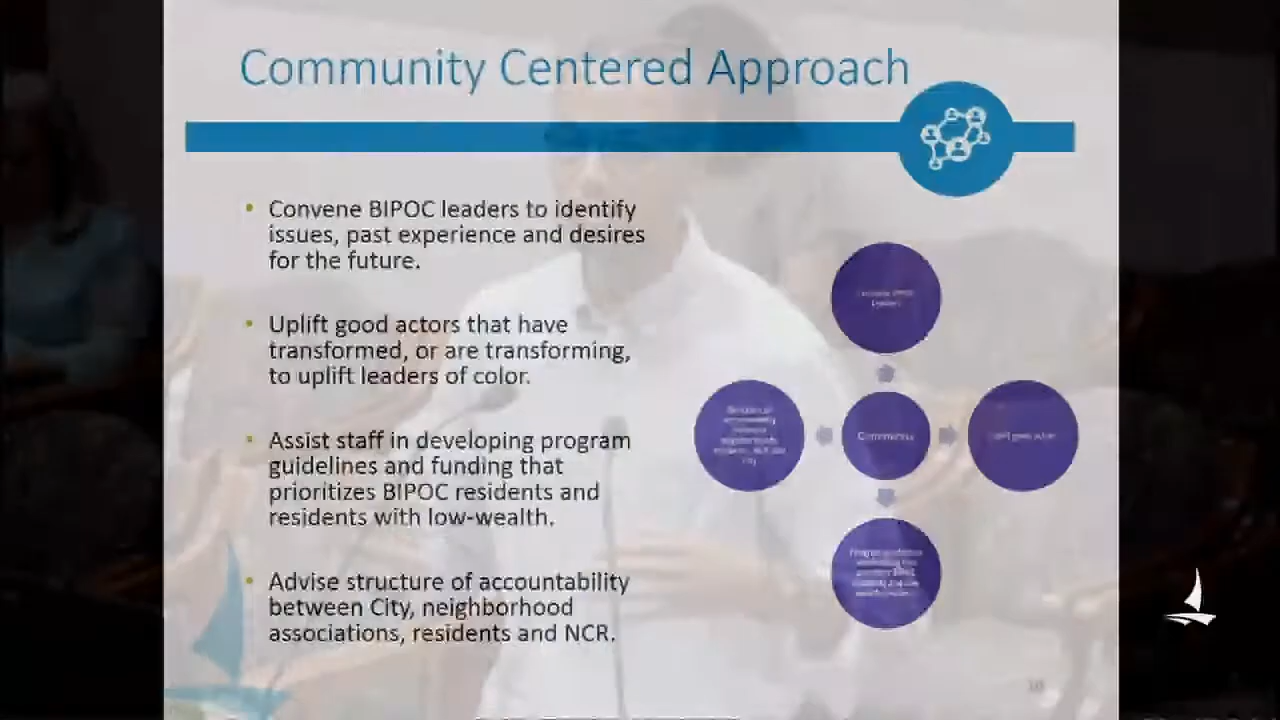 Community Centered Approach
• Convene BIPOC leaders to identify
issues, past experience and desires
for the future.
• Uplift good actors that have
transformed, or are transforming,
to uplift leaders of color.
• Assist staff in developing program
guidelines and funding that
prioritizes BIPOC residents and
residents with low-wealth.
• Advise structure of accountability
between City, neighborhood
associations, residents and NCR.
Leaders
Community
10